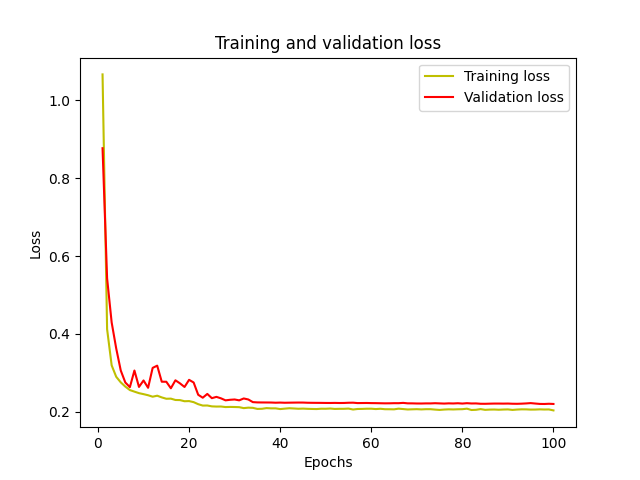 Training and validation loss
Training loss
Validation loss
1.0
0.8
0.6
0.4
0.2
Loss
0 20 40 60 80 100
Epochs